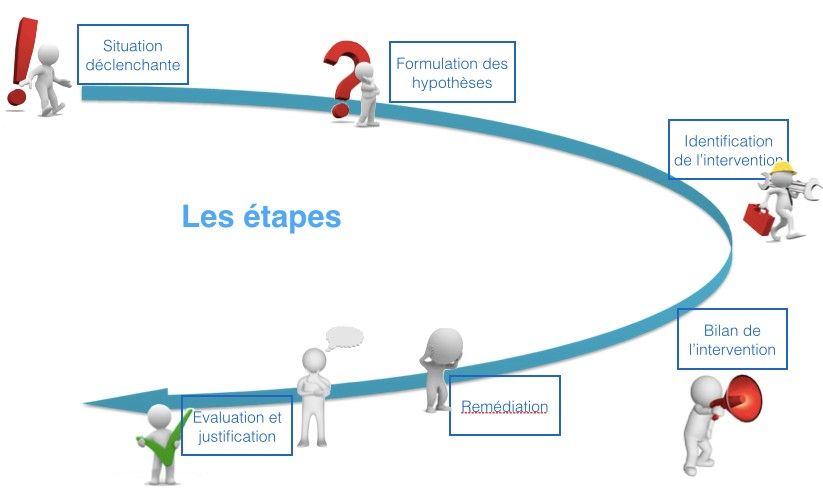 Situation
déclenchante
Formulation des
hypothèses
Identification
de l'intervention
Les étapes
Bilan de
l'intervention
Remédiation
Evaluation et
justification